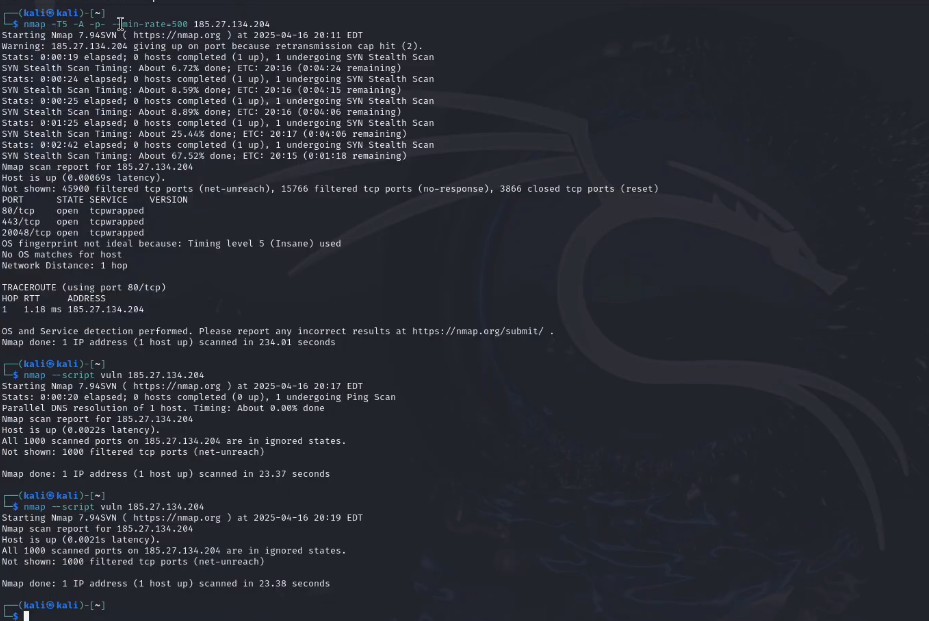 ┌──(kali㉿kali)-[~]
└─$ nmap -T5 -A -p- --min-rate=500 185.27.134.204
Starting Nmap 7.94SVN ( https://nmap.org ) at 2025-04-16 20:11 EDT
Warning: 185.27.134.204 giving up on port because retransmission cap hit (2).
Stats: 0:00:19 elapsed; 0 hosts completed (1 up), 1 undergoing SYN Stealth Scan
SYN Stealth Scan Timing: About 6.72% done; ETC: 20:16 (0:04:24 remaining)
Stats: 0:00:24 elapsed; 0 hosts completed (1 up), 1 undergoing SYN Stealth Scan
SYN Stealth Scan Timing: About 8.59% done; ETC: 20:16 (0:04:15 remaining)
Stats: 0:00:25 elapsed; 0 hosts completed (1 up), 1 undergoing SYN Stealth Scan
SYN Stealth Scan Timing: About 8.89% done; ETC: 20:16 (0:04:06 remaining)
Stats: 0:01:25 elapsed; 0 hosts completed (1 up), 1 undergoing SYN Stealth Scan
SYN Stealth Scan Timing: About 25.44% done; ETC: 20:17 (0:04:06 remaining)
Stats: 0:02:42 elapsed; 0 hosts completed (1 up), 1 undergoing SYN Stealth Scan
SYN Stealth Scan Timing: About 67.52% done; ETC: 20:15 (0:01:18 remaining)
Nmap scan report for 185.27.134.204
Host is up (0.00069s latency).
Not shown: 45900 filtered tcp ports (net-unreach), 15766 filtered tcp ports (no-response), 3866 closed tcp ports (reset)
PORT STATE SERVICE VERSION
80/tcp open tcpwrapped
443/tcp open tcpwrapped
20048/tcp open tcpwrapped
OS fingerprint not ideal because: Timing level 5 (Insane) used
No OS matches for host
Network Distance: 1 hop
TRACEROUTE (using port 80/tcp)
HOP RTT ADDRESS
1 1.18 ms 185.27.134.204
OS and Service detection performed. Please report any incorrect results at https://nmap.org/submit/ .
Nmap done: 1 IP address (1 host up) scanned in 234.01 seconds
┌──(kali㉿kali)-[~]
└─$ nmap --script vuln 185.27.134.204
Starting Nmap 7.94SVN ( https://nmap.org ) at 2025-04-16 20:17 EDT
Stats: 0:00:20 elapsed; 0 hosts completed (0 up), 1 undergoing Ping Scan
Parallel DNS resolution of 1 host. Timing: About 0.00% done
Nmap scan report for 185.27.134.204
Host is up (0.0022s latency).
All 1000 scanned ports on 185.27.134.204 are in ignored states.
Not shown: 1000 filtered tcp ports (net-unreach)
Nmap done: 1 IP address (1 host up) scanned in 23.37 seconds
┌──(kali㉿kali)-[~]
└─$ nmap --script vuln 185.27.134.204
Starting Nmap 7.94SVN ( https://nmap.org ) at 2025-04-16 20:19 EDT
Nmap scan report for 185.27.134.204
Host is up (0.0021s latency).
All 1000 scanned ports on 185.27.134.204 are in ignored states.
Not shown: 1000 filtered tcp ports (net-unreach)
Nmap done: 1 IP address (1 host up) scanned in 23.38 seconds
┌──(kali㉿kali)-[~]
└─$